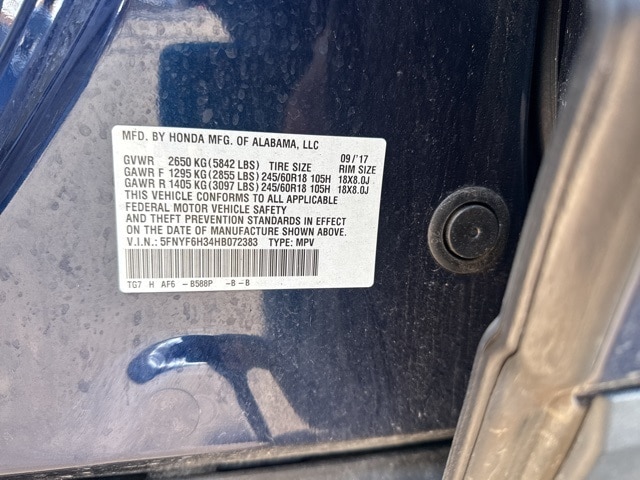 MFD. BY HONDA MFG. OF ALABAMA, LLC
09/'17
GVWR 2650 KG (5842 LBS) TIRE SIZE RIM SIZE
GAWR F 1295 KG (2855 LBS) 245/60R18 105H 18X8.0J
GAWR R 1405 KG (3097 LBS) 245/60R18 105H 18X8.0J
THIS VEHICLE CONFORMS TO ALL APPLICABLE
FEDERAL MOTOR VEHICLE SAFETY
AND THEFT PREVENTION STANDARDS IN EFFECT
ON THE DATE OF MANUFACTURE SHOWN ABOVE.
V.I.N.: 5FNYF6H34HB072383 TYPE: MPV
TG7 H AF6 -B588P -B-B